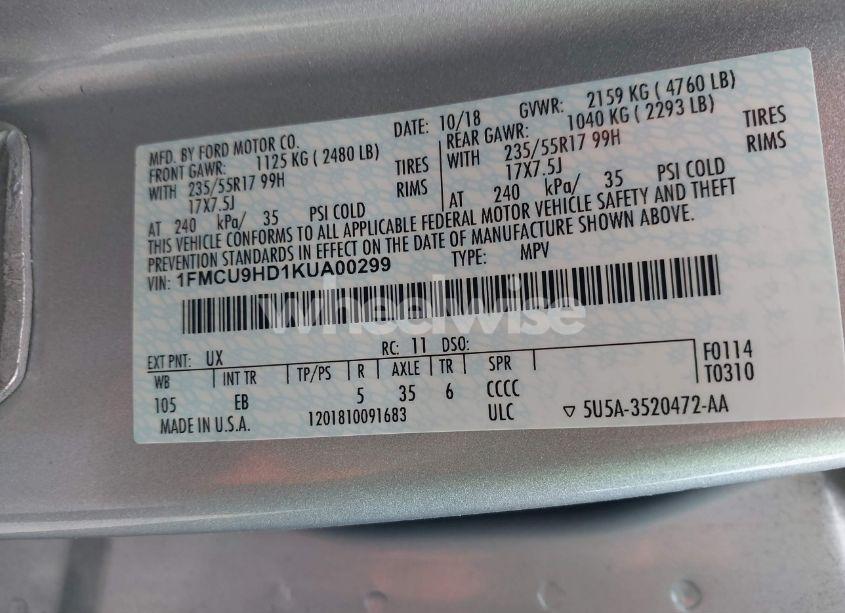 MFD. BY FORD MOTOR CO.
DATE: 10/18 GVWR: 2159 KG ( 4760 LB)
FRONT GAWR: 1125 KG ( 2480 LB) REAR GAWR: 1040 KG ( 2293 LB)
WITH 235/55R17 99H TIRES WITH 235/55R17 99H TIRES
17X7.5J RIMS 17X7.5J RIMS
AT 240 kPa/ 35 PSI COLD AT 240 kPa/ 35 PSI COLD
THIS VEHICLE CONFORMS TO ALL APPLICABLE FEDERAL MOTOR VEHICLE SAFETY AND THEFT
PREVENTION STANDARDS IN EFFECT ON THE DATE OF MANUFACTURE SHOWN ABOVE.
VIN: 1FMCU9HD1KUA00299 TYPE: MPV
wheelwise
EXT PNT: UX RC: 11 DSO: F0114
WB INT TR TP/PS R AXLE TR SPR T0310
105 EB 5 35 6 CCCC
MADE IN U.S.A. 1201810091683 ULC ▽ 5U5A-3520472-AA